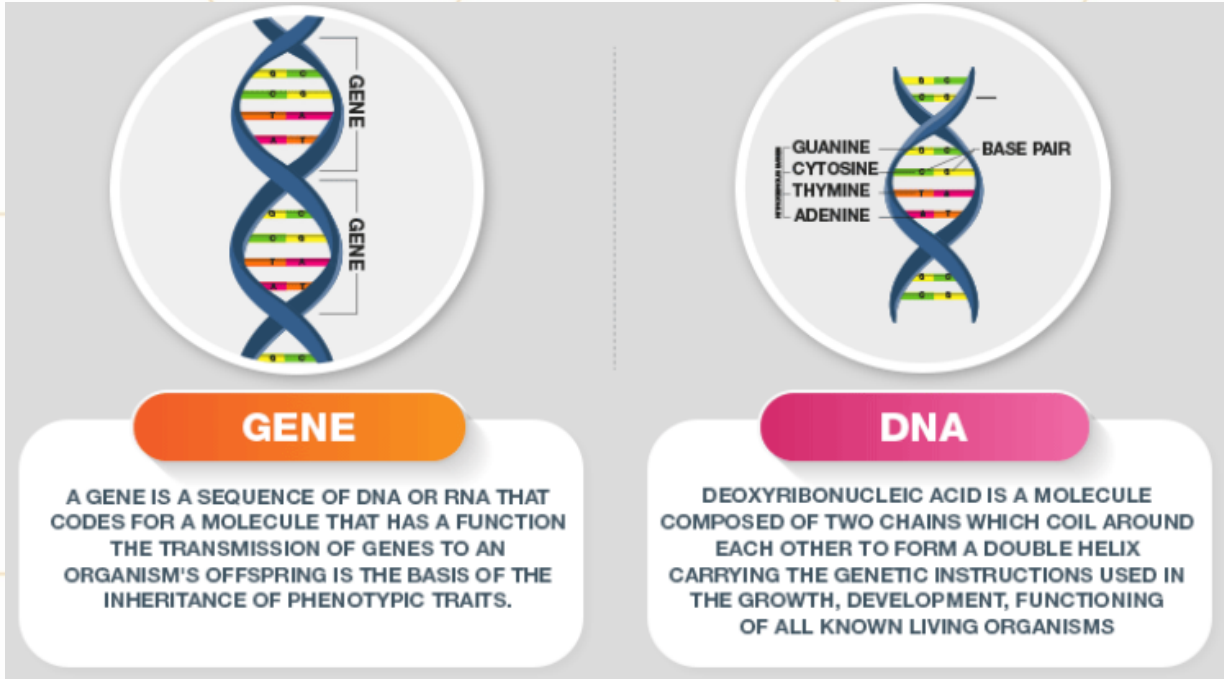 G C
C G
T A
A T
GENE
G C
C G
T A
A T
GENE
G C
G C
C G
GUANINE G C BASE PAIR
CYTOSINE C G
THYMINE T A
ADENINE A T
G C
G G
GENE
A GENE IS A SEQUENCE OF DNA OR RNA THAT
CODES FOR A MOLECULE THAT HAS A FUNCTION
THE TRANSMISSION OF GENES TO AN
ORGANISM'S OFFSPRING IS THE BASIS OF THE
INHERITANCE OF PHENOTYPIC TRAITS.
DNA
DEOXYRIBONUCLEIC ACID IS A MOLECULE
COMPOSED OF TWO CHAINS WHICH COIL AROUND
EACH OTHER TO FORM A DOUBLE HELIX
CARRYING THE GENETIC INSTRUCTIONS USED IN
THE GROWTH, DEVELOPMENT, FUNCTIONING
OF ALL KNOWN LIVING ORGANISMS